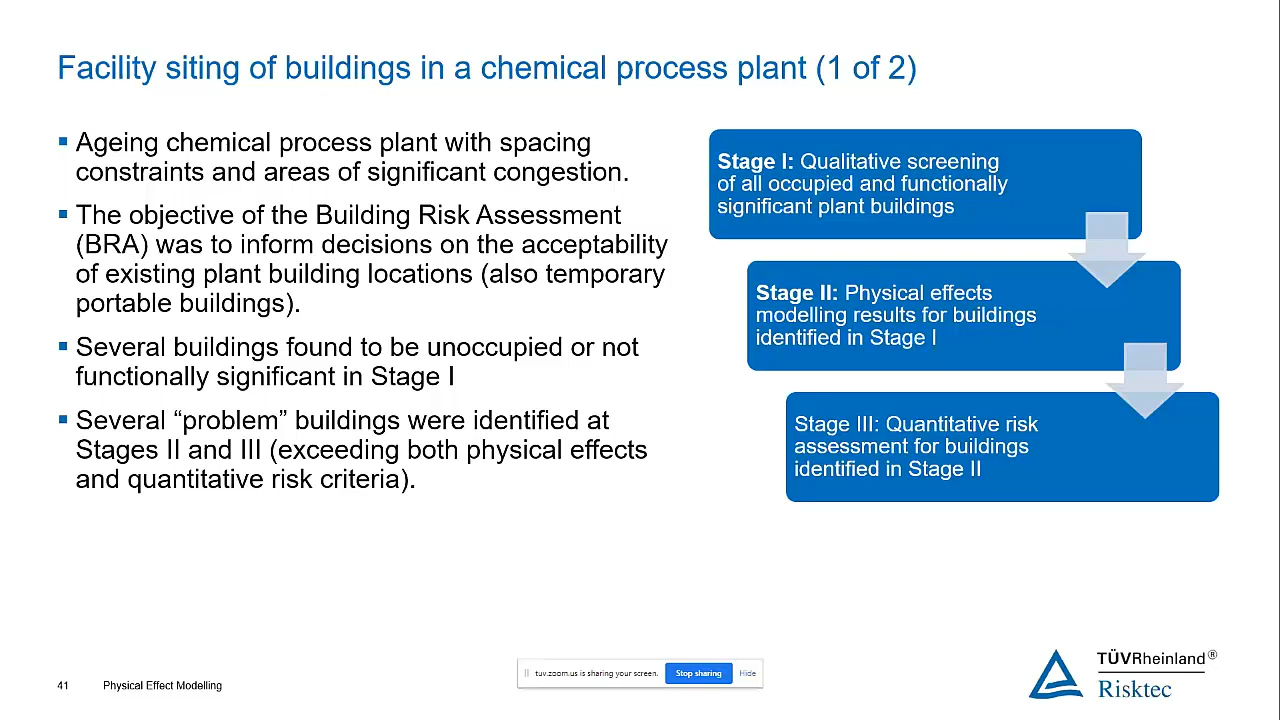 Facility siting of buildings in a chemical process plant (1 of 2)
Ageing chemical process plant with spacing
constraints and areas of significant congestion.
The objective of the Building Risk Assessment
(BRA) was to inform decisions on the acceptability
of existing plant building locations (also temporary
portable buildings).
Several buildings found to be unoccupied or not
functionally significant in Stage I
Several “problem” buildings were identified at
Stages II and III (exceeding both physical effects
and quantitative risk criteria).
Stage I: Qualitative screening
of all occupied and functionally
significant plant buildings
Stage II: Physical effects
modelling results for buildings
identified in Stage I
Stage III: Quantitative risk
assessment for buildings
identified in Stage II
41 Physical Effect Modelling
tuv.zoom.us is sharing your screen. Stop sharing Hide
TÜVRheinland®
Risktec